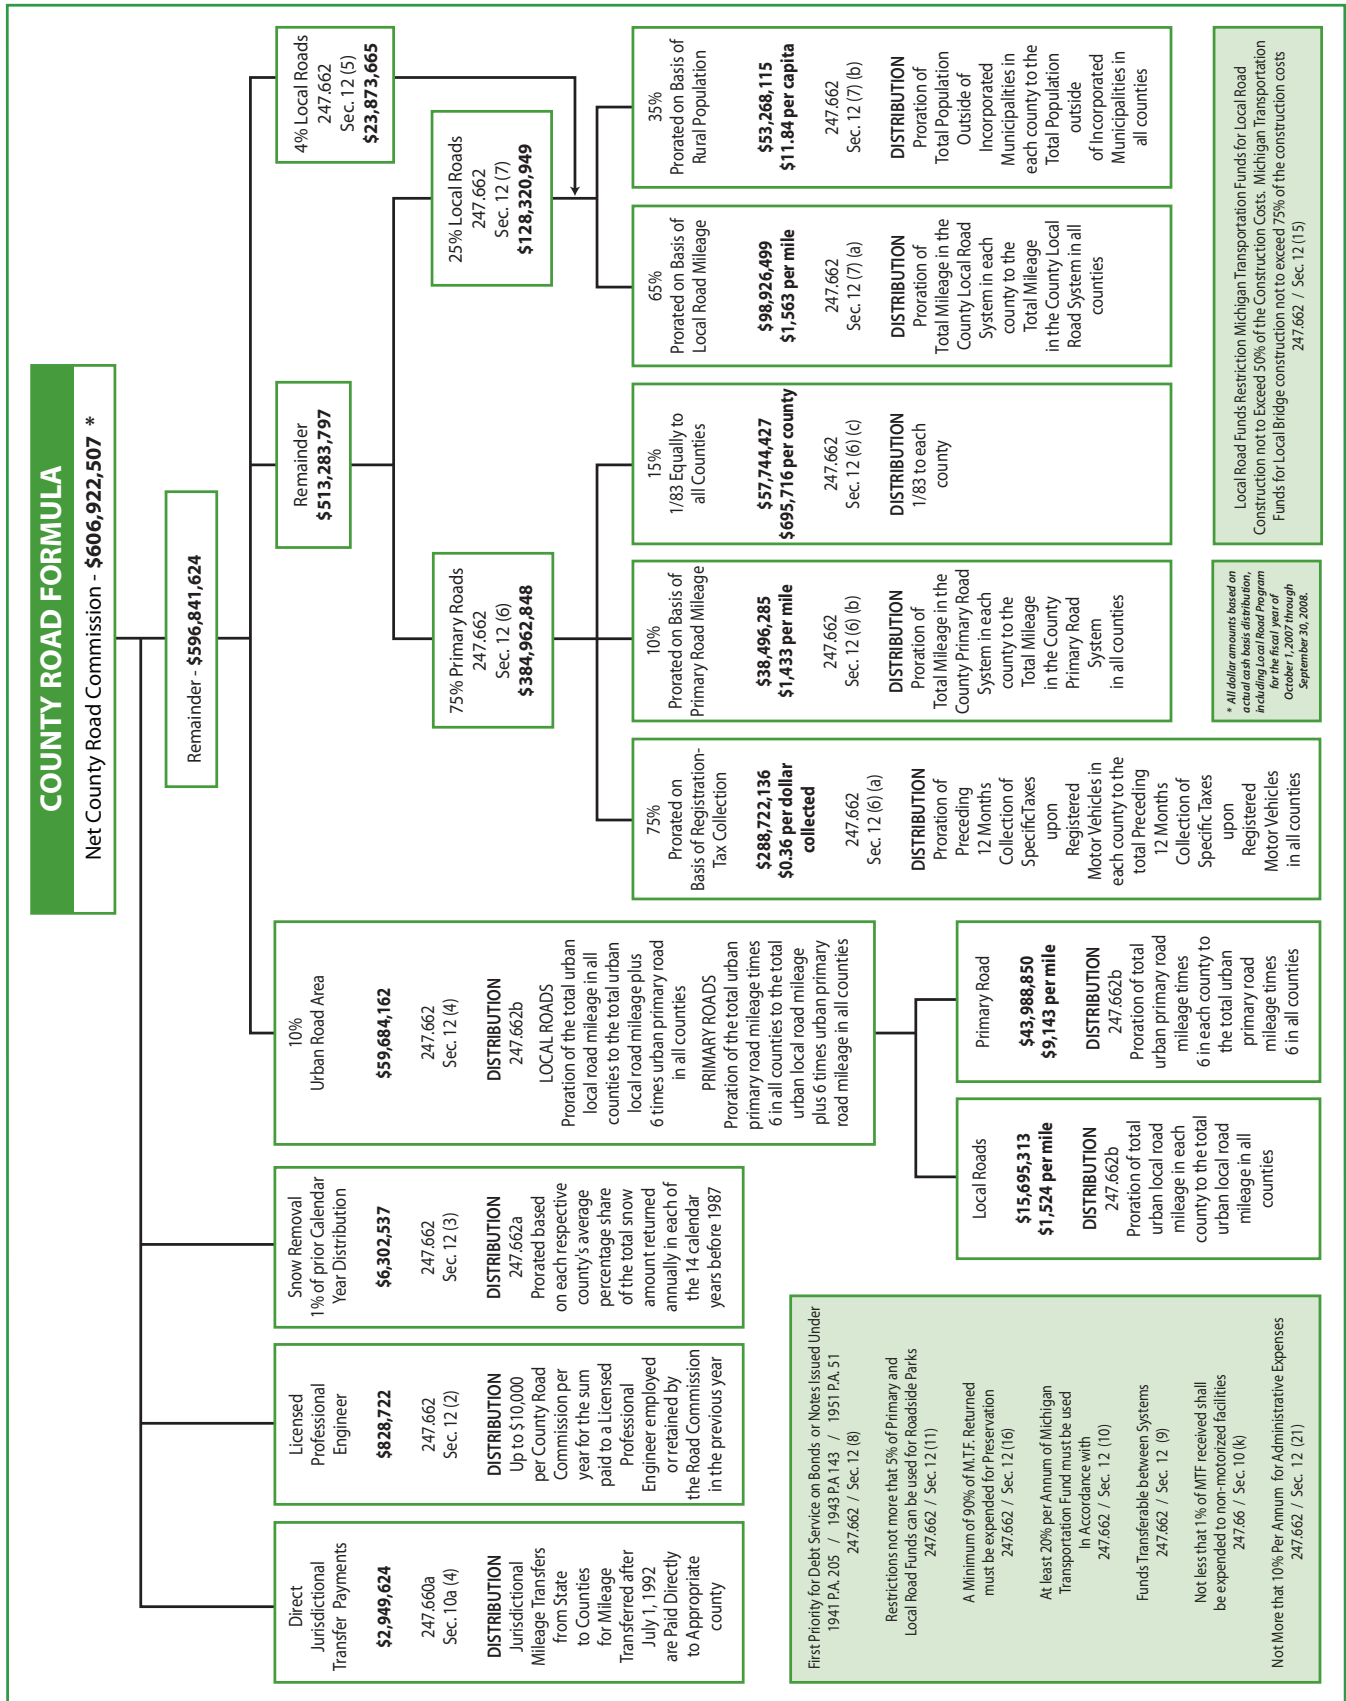 COUNTY ROAD FORMULA
Net County Road Commission - $606,922,507 *
Remainder - $596,841,624
Direct
Jurisdictional
Transfer Payments
$2,949,624
247.660a
Sec. 10a (4)
DISTRIBUTION
Jurisdictional
Mileage Transfers
from State
to Counties
for Mileage
Transferred after
July 1, 1992
are Paid Directly
to Appropriate
county
Licensed
Professional
Engineer
$828,722
247.662
Sec. 12 (2)
DISTRIBUTION
Up to $10,000
per County Road
Commission per
year for the sum
paid to a Licensed
Professional
Engineer employed
or retained by
the Road Commission
in the previous year
Snow Removal
1% of prior Calendar
Year Distribution
$6,302,537
247.662
Sec. 12 (3)
DISTRIBUTION
247.662a
Prorated based
on each respective
county's average
percentage share
of the total snow
amount returned
annually in each of
the 14 calendar
years before 1987
10%
Urban Road Area
$59,684,162
247.662
Sec. 12 (4)
DISTRIBUTION
247.662b
LOCAL ROADS
Proration of the total urban
local road mileage in all
counties to the total urban
local road mileage plus
6 times urban primary road
in all counties
PRIMARY ROADS
Proration of the total urban
primary road mileage times
6 in all counties to the total
urban local road mileage
plus 6 times urban primary
road mileage in all counties
Remainder
$513,283,797
4% Local Roads
247.662
Sec. 12 (5)
$23,873,665
75% Primary Roads
247.662
Sec. 12 (6)
$384,962,848
25% Local Roads
247.662
Sec. 12 (7)
$128,320,949
75%
Prorated on
Basis of Registration-
Tax Collection
$288,722,136
$0.36 per dollar
collected
247.662
Sec. 12 (6) (a)
DISTRIBUTION
Proration of
Preceding
12 Months
Collection of
SpecificTaxes
upon
Registered
Motor Vehicles in
each county to the
total Preceding
12 Months
Collection of
Specific Taxes
upon
Registered
Motor Vehicles
in all counties
10%
Prorated on Basis of
Primary Road Mileage
$38,496,285
$1,433 per mile
247.662
Sec. 12 (6) (b)
DISTRIBUTION
Proration of
Total Mileage in the
County Primary Road
System in each
county to the
Total Mileage
in the County
Primary Road
System
in all counties
15%
1/83 Equally to
all Counties
$57,744,427
$695,716 per county
247.662
Sec. 12 (6) (c)
DISTRIBUTION
1/83 to each
county
65%
Prorated on Basis of
Local Road Mileage
$98,926,499
$1,563 per mile
247.662
Sec. 12 (7) (a)
DISTRIBUTION
Proration of
Total Mileage in the
County Local Road
System in each
county to the
Total Mileage
in the County Local
Road System in all
counties
35%
Prorated on Basis of
Rural Population
$53,268,115
$11.84 per capita
247.662
Sec. 12 (7) (b)
DISTRIBUTION
Proration of
Total Population
Outside of
Incorporated
Municipalities in
each county to the
Total Population
outside
of Incorporated
Municipalities in
all counties
Local Roads
$15,695,313
$1,524 per mile
DISTRIBUTION
247.662b
Proration of total
urban local road
mileage in each
county to the total
urban local road
mileage in all
counties
Primary Road
$43,988,850
$9,143 per mile
DISTRIBUTION
247.662b
Proration of total
urban primary road
mileage times
6 in each county to
the total urban
primary road
mileage times
6 in all counties
First Priority for Debt Service on Bonds or Notes Issued Under
1941 P.A. 205 / 1943 P.A 143 / 1951 P.A. 51
247.662 / Sec. 12 (8)
Restrictions not more that 5% of Primary and
Local Road Funds can be used for Roadside Parks
247.662 / Sec. 12 (11)
A Minimum of 90% of M.T.F. Returned
must be expended for Preservation
247.662 / Sec. 12 (16)
At least 20% per Annum of Michigan
Transportation Fund must be used
In Accordance with
247.662 / Sec. 12 (10)
Funds Transferable between Systems
247.662 / Sec. 12 (9)
Not less that 1% of MTF received shall
be expended to non-motorized facilities
247.66 / Sec. 10 (k)
Not More that 10% Per Annum for Administrative Expenses
247.662 / Sec. 12 (21)
* All dollar amounts based on
actual cash basis distribution,
including Local Road Program
for the fiscal year of
October 1, 2007 through
September 30, 2008.
Local Road Funds Restriction Michigan Transportation Funds for Local Road
Construction not to Exceed 50% of the Construction Costs. Michigan Transportation
Funds for Local Bridge construction not to exceed 75% of the construction costs
247.662 / Sec. 12 (15)